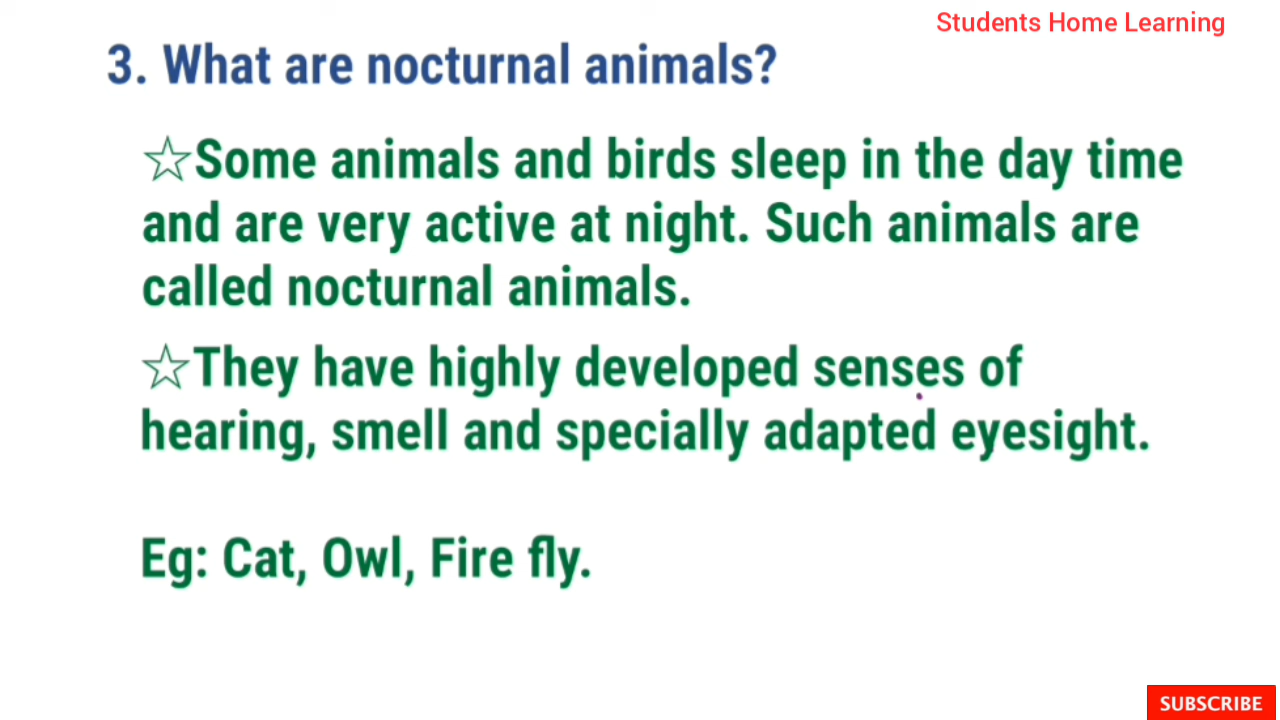 Students Home Learning
3. What are nocturnal animals?
☆Some animals and birds sleep in the day time
and are very active at night. Such animals are
called nocturnal animals.
☆They have highly developed senses of
hearing, smell and specially adapted eyesight.
Eg: Cat, Owl, Fire fly.
SUBSCRIBE